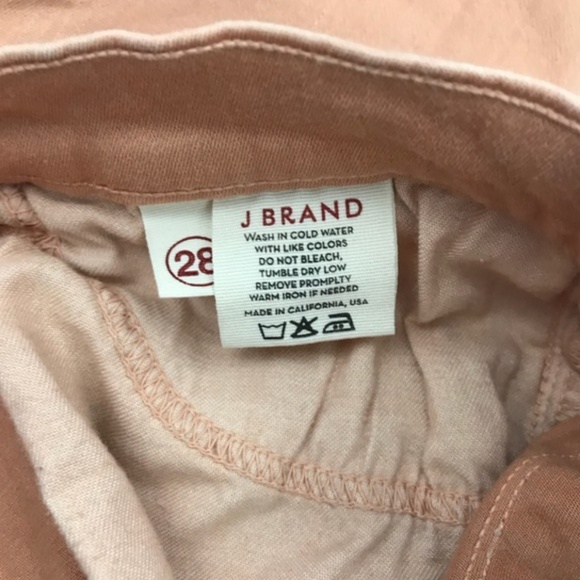 J BRAND
WASH IN COLD WATER
WITH LIKE COLORS
DO NOT BLEACH,
TUMBLE DRY LOW
REMOVE PROMPLTY
WARM IRON IF NEEDED
MADE IN CALIFORNIA, USA
28